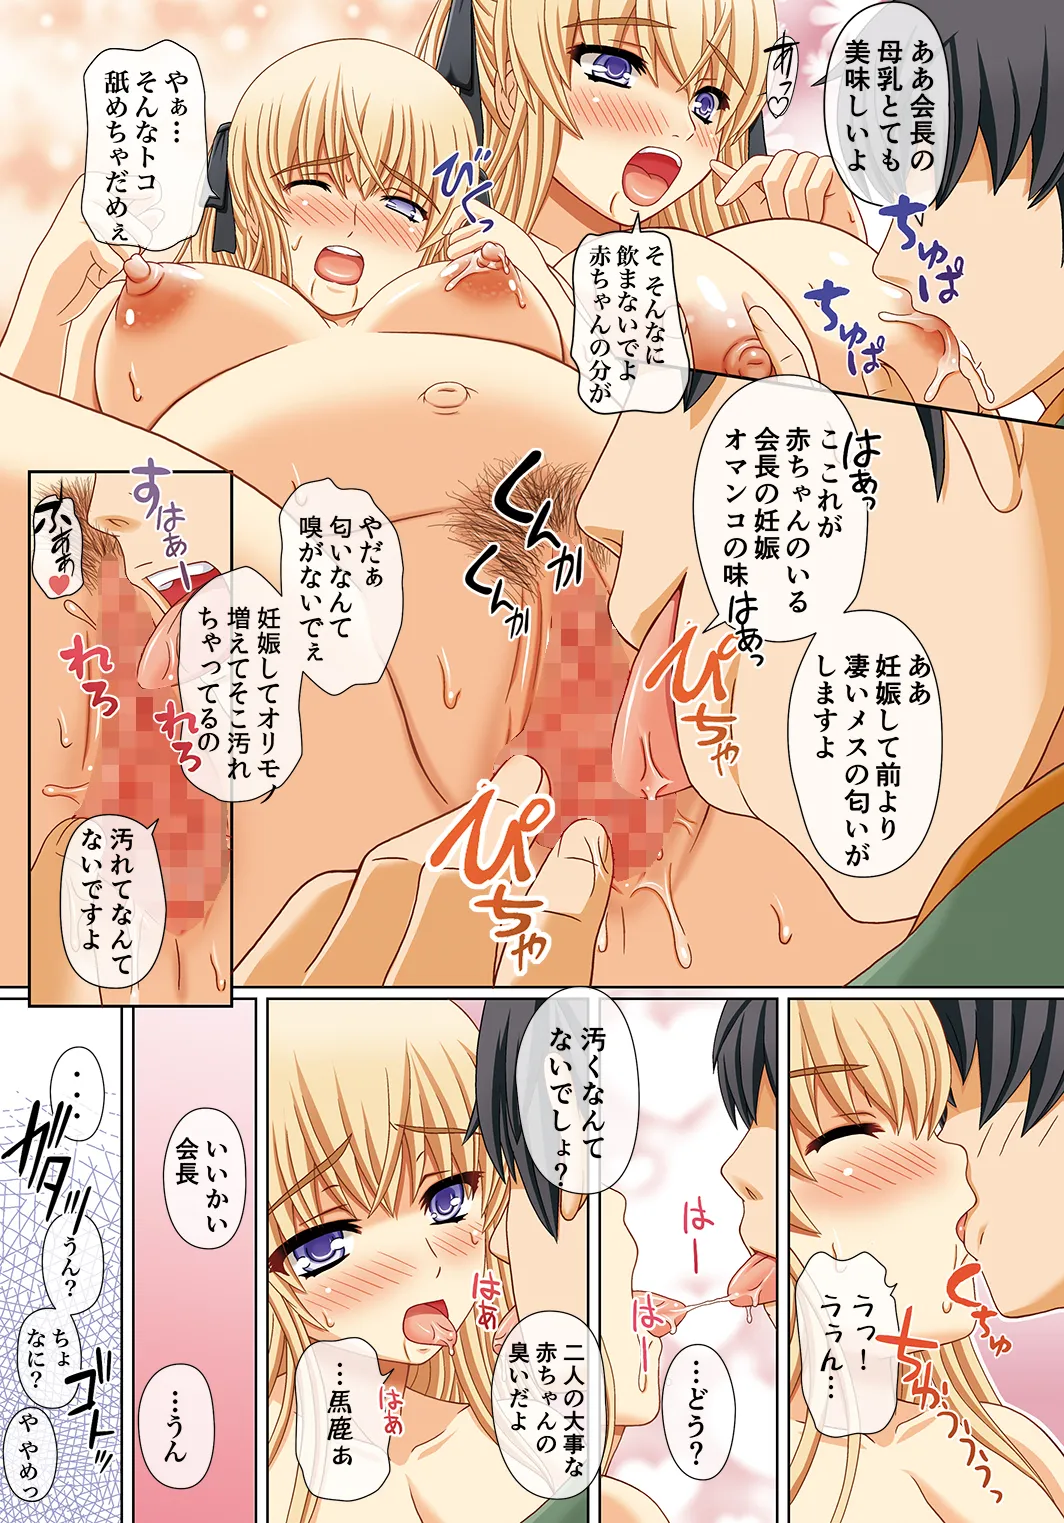 ああ会長の
母乳とても
美味しいよ
あっ♡
ちゅぱ
ちゅぱ
そ そんなに
飲まないでよ
赤ちゃんの分が
びくっ
やぁ…
そんなトコ
舐めちゃだめぇ
はぁっ
こ これが
赤ちゃんのいる
会長の妊娠
オマンコの味
はぁっ
ああ
妊娠して前より
凄いメスの匂いが
しますよ
ぴちゃ
くんか
くんか
ぴちゃ
やだぁ
匂いなんて
嗅がないでぇ
妊娠してオリモノ
増えてそこ汚れ
ちゃってるの
すはぁー
ふぁぁ♥
れろ
れろ
汚れてなんて
ないですよ
うっ!
ううん…
くちゅ
ちゅうぅぅっ
はー
はー
…どう?
汚くなんて
ないでしょ?
二人の大事な
赤ちゃんの
臭いだよ
はぁ
はぁ
…馬鹿ぁ
いいかい
会長
…うん
…
ガタッ
うん?
ちょ
なに?
ゴトッ
や やめっ